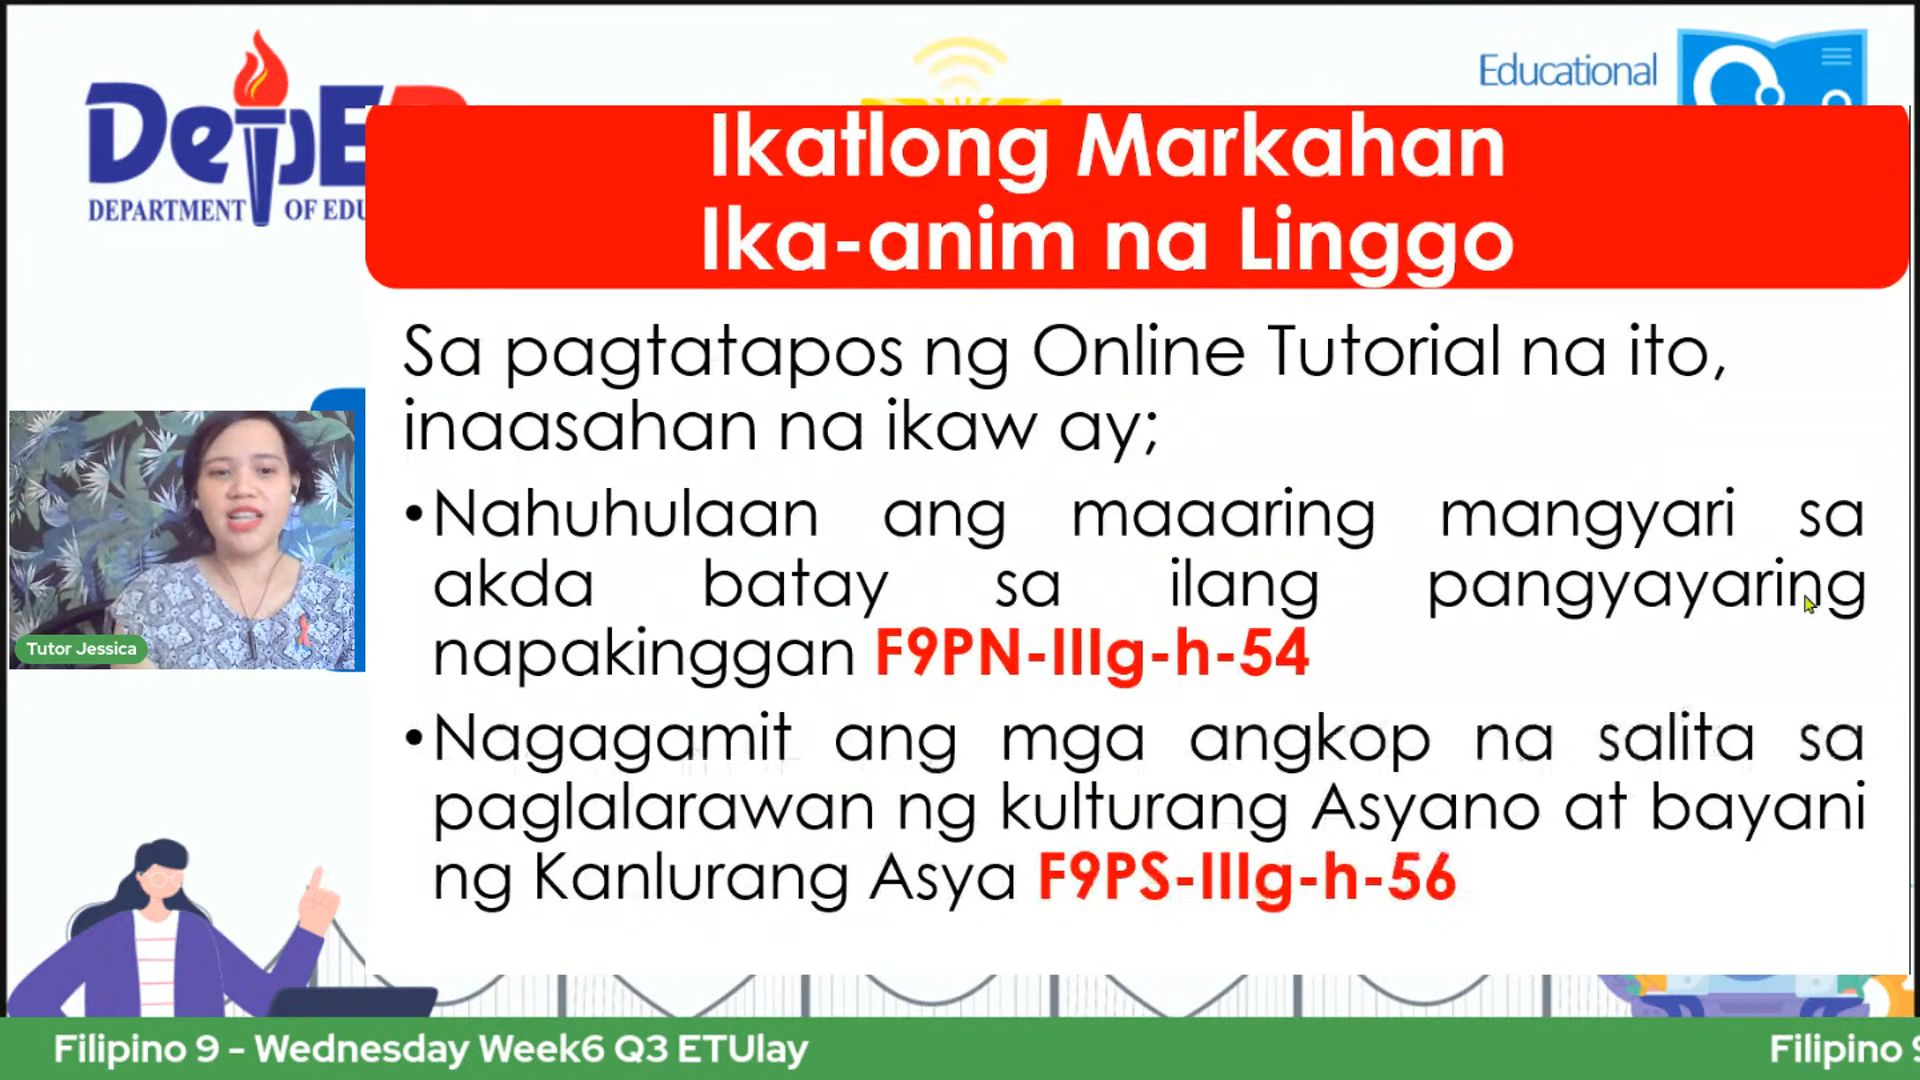 DepED
DEPARTMENT OF EDU
Educational
Ikatlong Markahan
Ika-anim na Linggo
Sa pagtatapos ng Online Tutorial na ito,
inaasahan na ikaw ay;
•Nahuhulaan ang maaaring mangyari sa
akda batay sa ilang pangyayaring
napakinggan F9PN-IIIg-h-54
•Nagagamit ang mga angkop na salita sa
paglalarawan ng kulturang Asyano at bayani
ng Kanlurang Asya F9PS-IIIg-h-56
Tutor Jessica
Filipino 9 - Wednesday Week6 Q3 ETUlay
Filipino 9